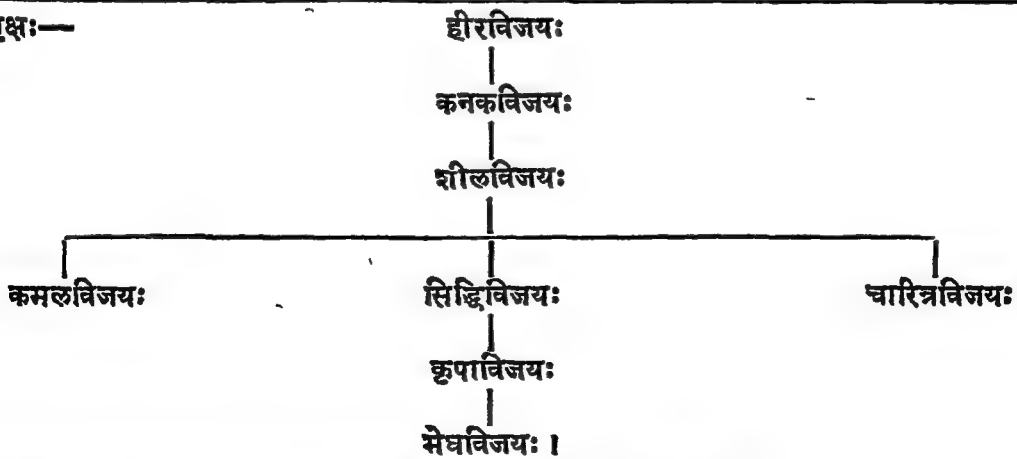 क्षः— हीरविजयः
कनकविजयः
शीलविजयः
कमलविजयः सिद्धिविजयः चारित्रविजयः
कृपाविजयः
मेघविजयः ।